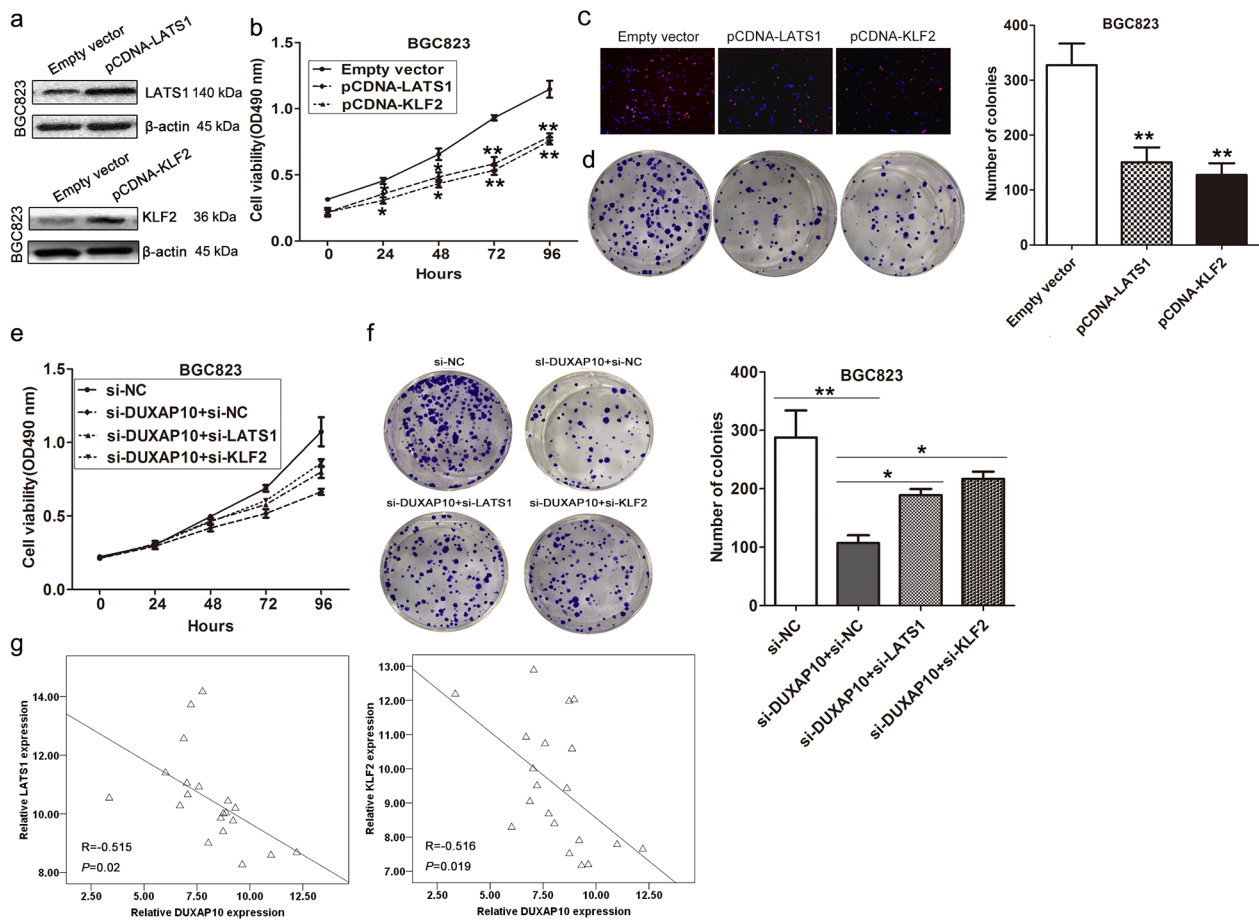 a
Empty vector
pCDNA-LATS1
BGC823
LATS1 140 kDa
β-actin 45 kDa
Empty vector
pCDNA-KLF2
BGC823
KLF2 36 kDa
β-actin 45 kDa
b
BGC823
Empty vector
pCDNA-LATS1
pCDNA-KLF2
Cell viability(OD490 nm)
1.5
1.0
0.5
0.0
* * * * ** ** ** **
0 24 48 72 96
Hours
c
Empty vector pCDNA-LATS1 pCDNA-KLF2
d
BGC823
Number of colonies
400
300
200
100
0
** **
Empty vector
pCDNA-LATS1
pCDNA-KLF2
e
BGC823
si-NC
si-DUXAP10+si-NC
si-DUXAP10+si-LATS1
si-DUXAP10+si-KLF2
Cell viability(OD490 nm)
1.5
1.0
0.5
0.0
0 24 48 72 96
Hours
f
si-NC sI-DUXAP10+si-NC
si-DUXAP10+si-LATS1 si-DUXAP10+si-KLF2
BGC823
Number of colonies
400
300
200
100
0
**
*
*
si-NC
si-DUXAP10+si-NC
si-DUXAP10+si-LATS1
si-DUXAP10+si-KLF2
g
Relative LATS1 expression
14.00
12.00
10.00
8.00
R=-0.515
P=0.02
2.50 5.00 7.50 10.00 12.50
Relative DUXAP10 expression
Relative KLF2 expression
13.00
12.00
11.00
10.00
9.00
8.00
7.00
R=-0.516
P=0.019
2.50 5.00 7.50 10.00 12.50
Relative DUXAP10 expression